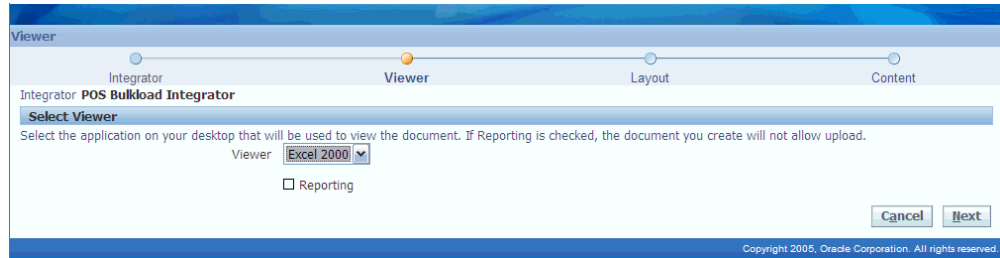 Viewer
Integrator Viewer Layout Content
Integrator POS Bulkload Integrator
Select Viewer
Select the application on your desktop that will be used to view the document. If Reporting is checked, the document you create will not allow upload.
Viewer Excel 2000
Reporting
Cancel Next
Copyright 2005, Oracle Corporation. All rights reserved.